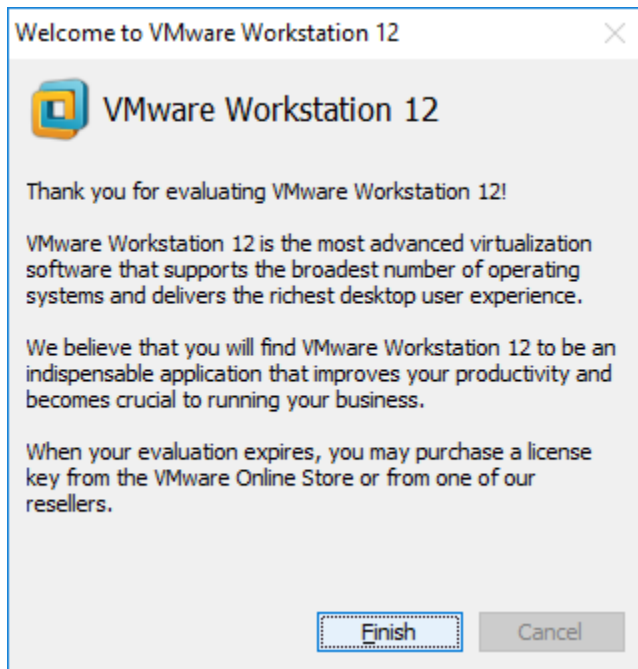 Welcome to VMware Workstation 12
VMware Workstation 12
Thank you for evaluating VMware Workstation 12!
VMware Workstation 12 is the most advanced virtualization
software that supports the broadest number of operating
systems and delivers the richest desktop user experience.
We believe that you will find VMware Workstation 12 to be an
indispensable application that improves your productivity and
becomes crucial to running your business.
When your evaluation expires, you may purchase a license
key from the VMware Online Store or from one of our
resellers.
Finish Cancel